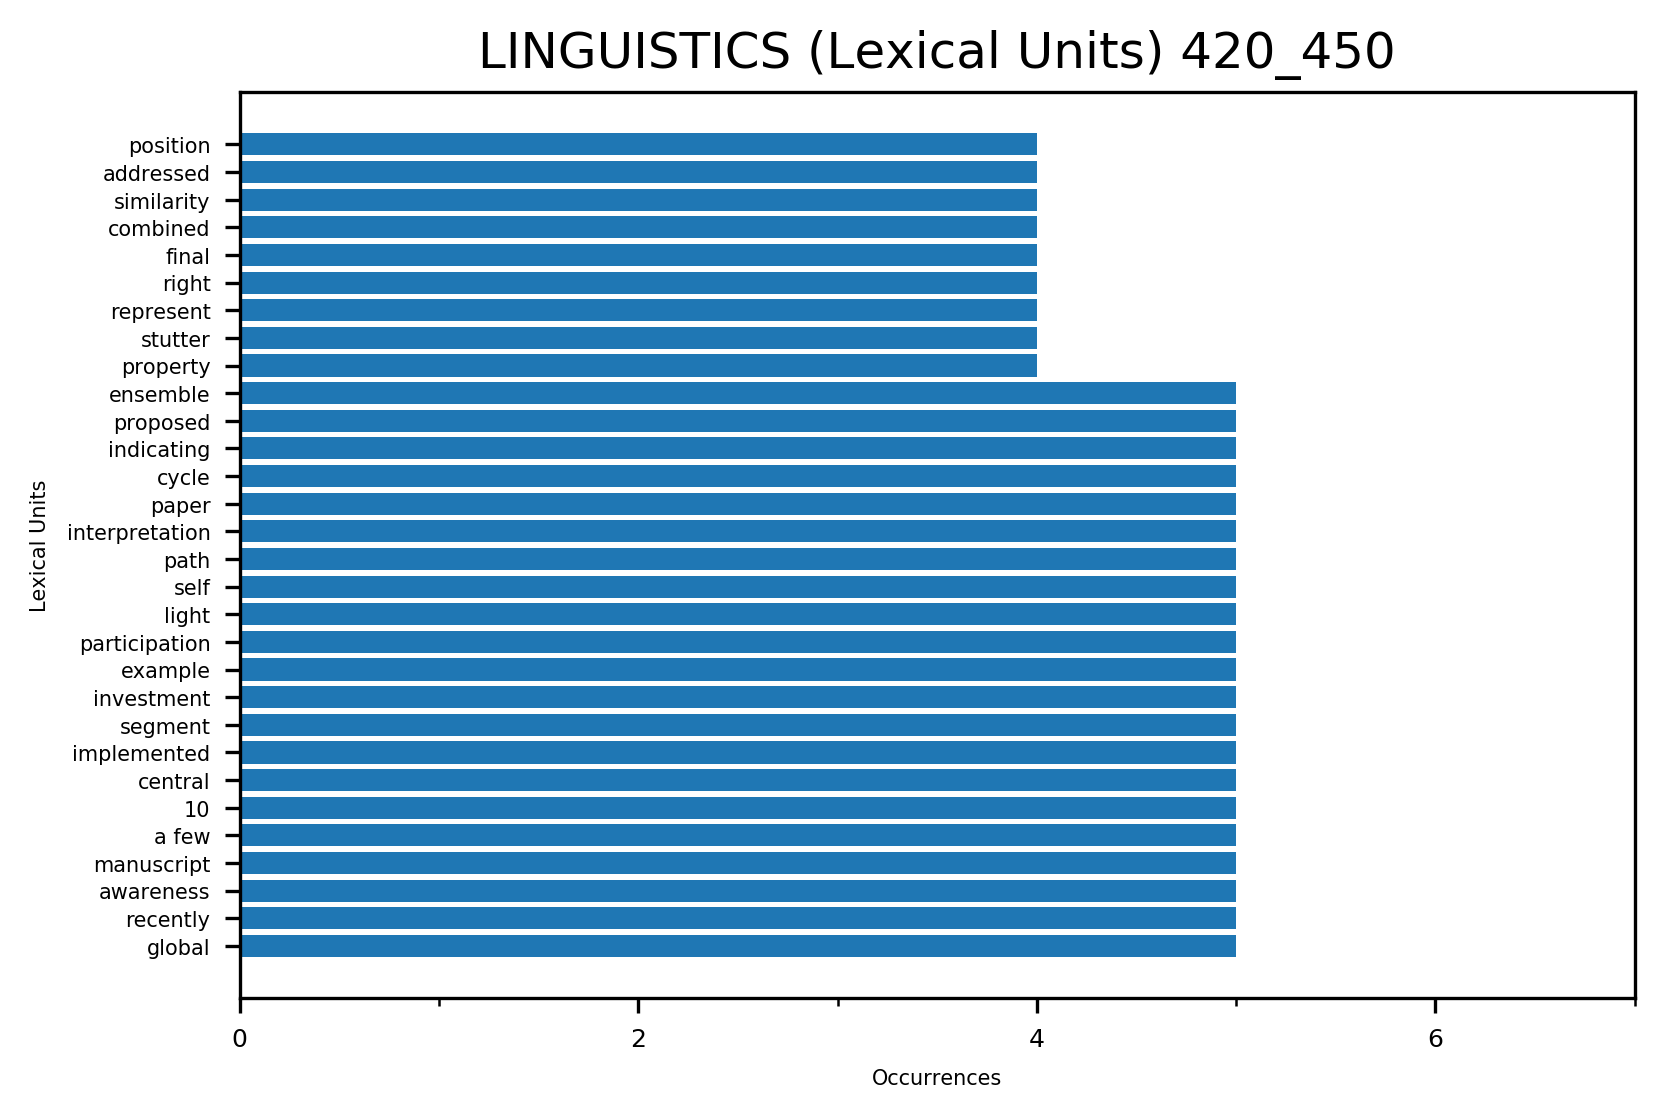 LINGUISTICS (Lexical Units) 420_450
position
addressed
similarity
combined
final
right
represent
stutter
property
ensemble
proposed
indicating
cycle
paper
interpretation
path
self
light
participation
example
investment
segment
implemented
central
10
a few
manuscript
awareness
recently
global
Lexical Units
0 2 4 6
Occurrences